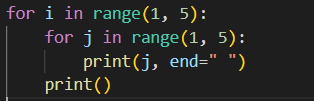 for i in range(1, 5):
    for j in range(1, 5):
        print(j, end=" ")
    print()